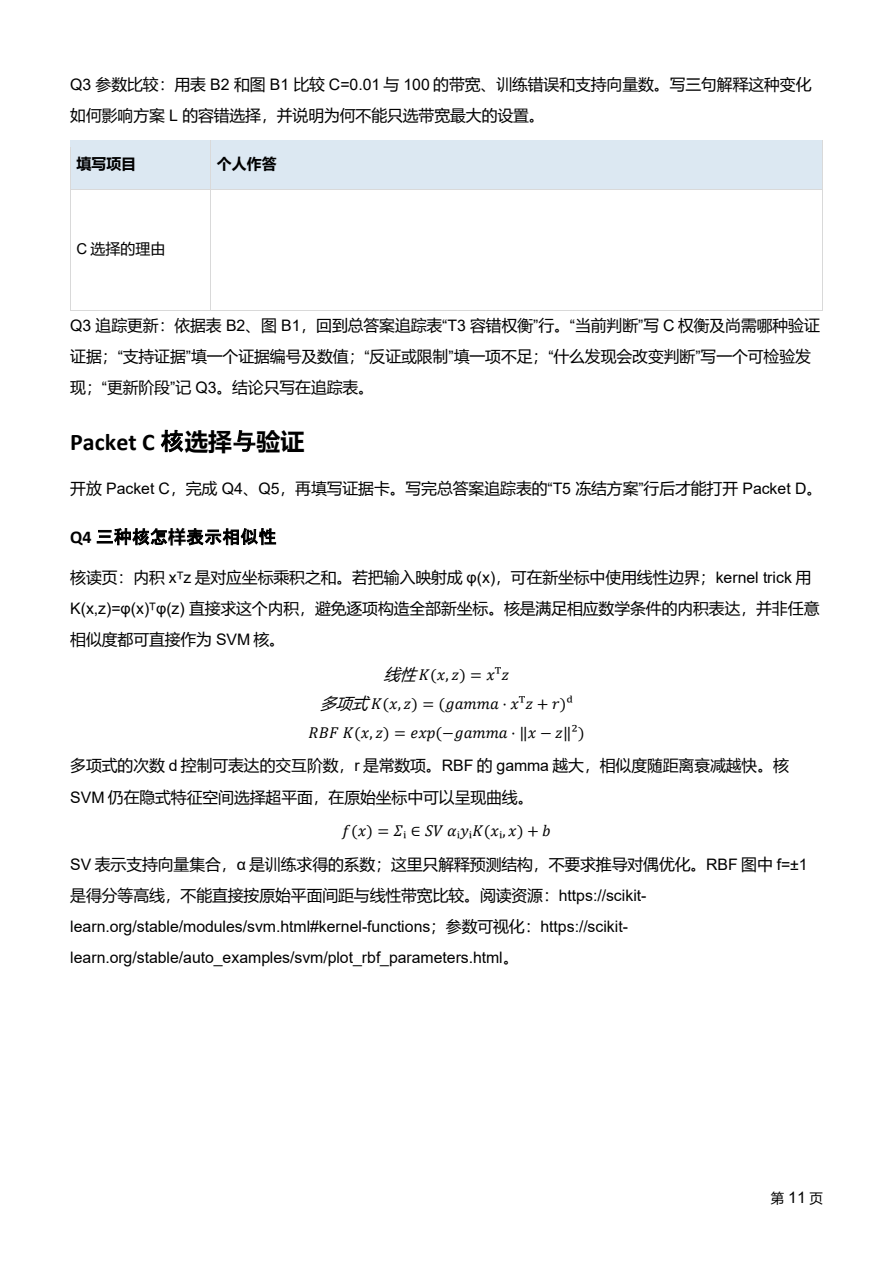 Q3 参数比较：用表 B2 和图 B1 比较 C=0.01 与 100 的带宽、训练错误和支持向量数。写三句解释这种变化
如何影响方案 L 的容错选择，并说明为何不能只选带宽最大的设置。
填写项目 个人作答
C 选择的理由
Q3 追踪更新：依据表 B2、图 B1，回到总答案追踪表“T3 容错权衡”行。“当前判断”写 C 权衡及尚需哪种验证
证据；“支持证据”填一个证据编号及数值；“反证或限制”填一项不足；“什么发现会改变判断”写一个可检验发
现；“更新阶段”记 Q3。结论只写在追踪表。
Packet C 核选择与验证
开放 Packet C，完成 Q4、Q5，再填写证据卡。写完总答案追踪表的“T5 冻结方案”行后才能打开 Packet D。
Q4 三种核怎样表示相似性
核读页：内积 xᵀz 是对应坐标乘积之和。若把输入映射成 φ(x)，可在新坐标中使用线性边界；kernel trick 用
K(x,z)=φ(x)ᵀφ(z) 直接求这个内积，避免逐项构造全部新坐标。核是满足相应数学条件的内积表达，并非任意
相似度都可直接作为 SVM 核。
线性 K(x, z) = xᵀz
多项式 K(x, z) = (gamma · xᵀz + r)ᵈ
RBF K(x, z) = exp(−gamma · ‖x − z‖²)
多项式的次数 d 控制可表达的交互阶数，r 是常数项。RBF 的 gamma 越大，相似度随距离衰减越快。核
SVM 仍在隐式特征空间选择超平面，在原始坐标中可以呈现曲线。
f(x) = Σᵢ ∈ SV αᵢyᵢK(xᵢ, x) + b
SV 表示支持向量集合，α 是训练求得的系数；这里只解释预测结构，不要求推导对偶优化。RBF 图中 f=±1
是得分等高线，不能直接按原始平面间距与线性带宽比较。阅读资源：https://scikit-
learn.org/stable/modules/svm.html#kernel-functions；参数可视化：https://scikit-
learn.org/stable/auto_examples/svm/plot_rbf_parameters.html。
第 11 页